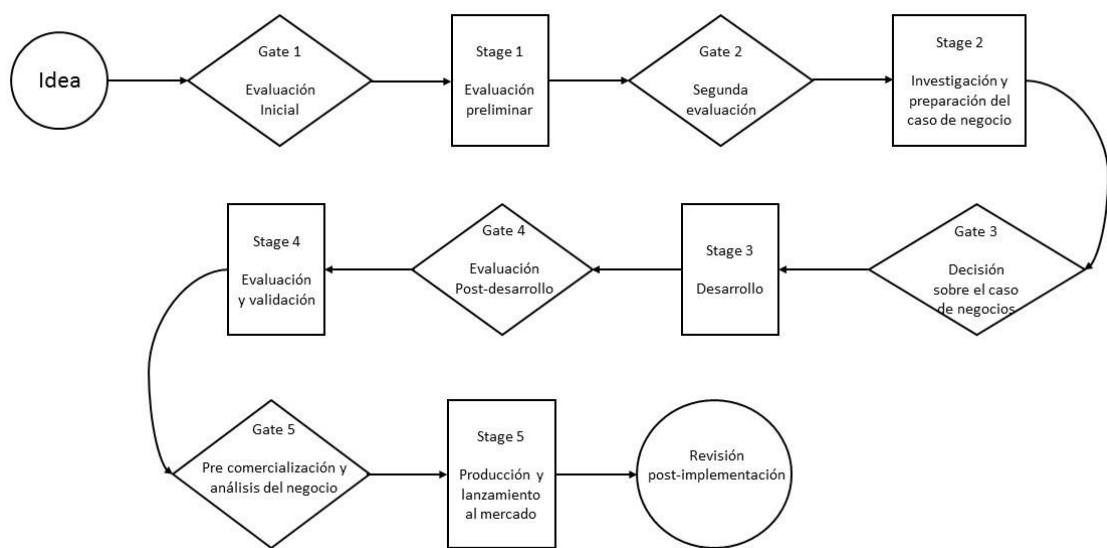 Idea
Gate 1
Evaluación
Inicial
Stage 1
Evaluación
preliminar
Gate 2
Segunda
evaluación
Stage 2
Investigación y
preparación del
caso de negocio
Gate 3
Decisión
sobre el caso
de negocios
Stage 3
Desarrollo
Gate 4
Evaluación
Post-desarrollo
Stage 4
Evaluación
y validación
Gate 5
Pre comercialización y
análisis del negocio
Stage 5
Producción y
lanzamiento
al mercado
Revisión
post-implementación